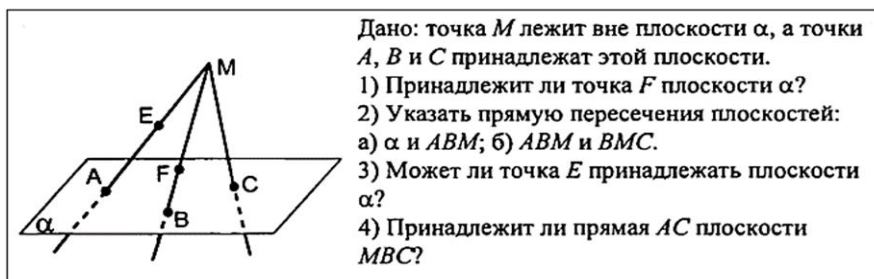 Дано: точка M лежит вне плоскости α, а точки
A, B и C принадлежат этой плоскости.
1) Принадлежит ли точка F плоскости α?
2) Указать прямую пересечения плоскостей:
а) α и ABM; б) ABM и BMC.
3) Может ли точка E принадлежать плоскости
α?
4) Принадлежит ли прямая AC плоскости
MBC?
M
E
F
A
C
B
α